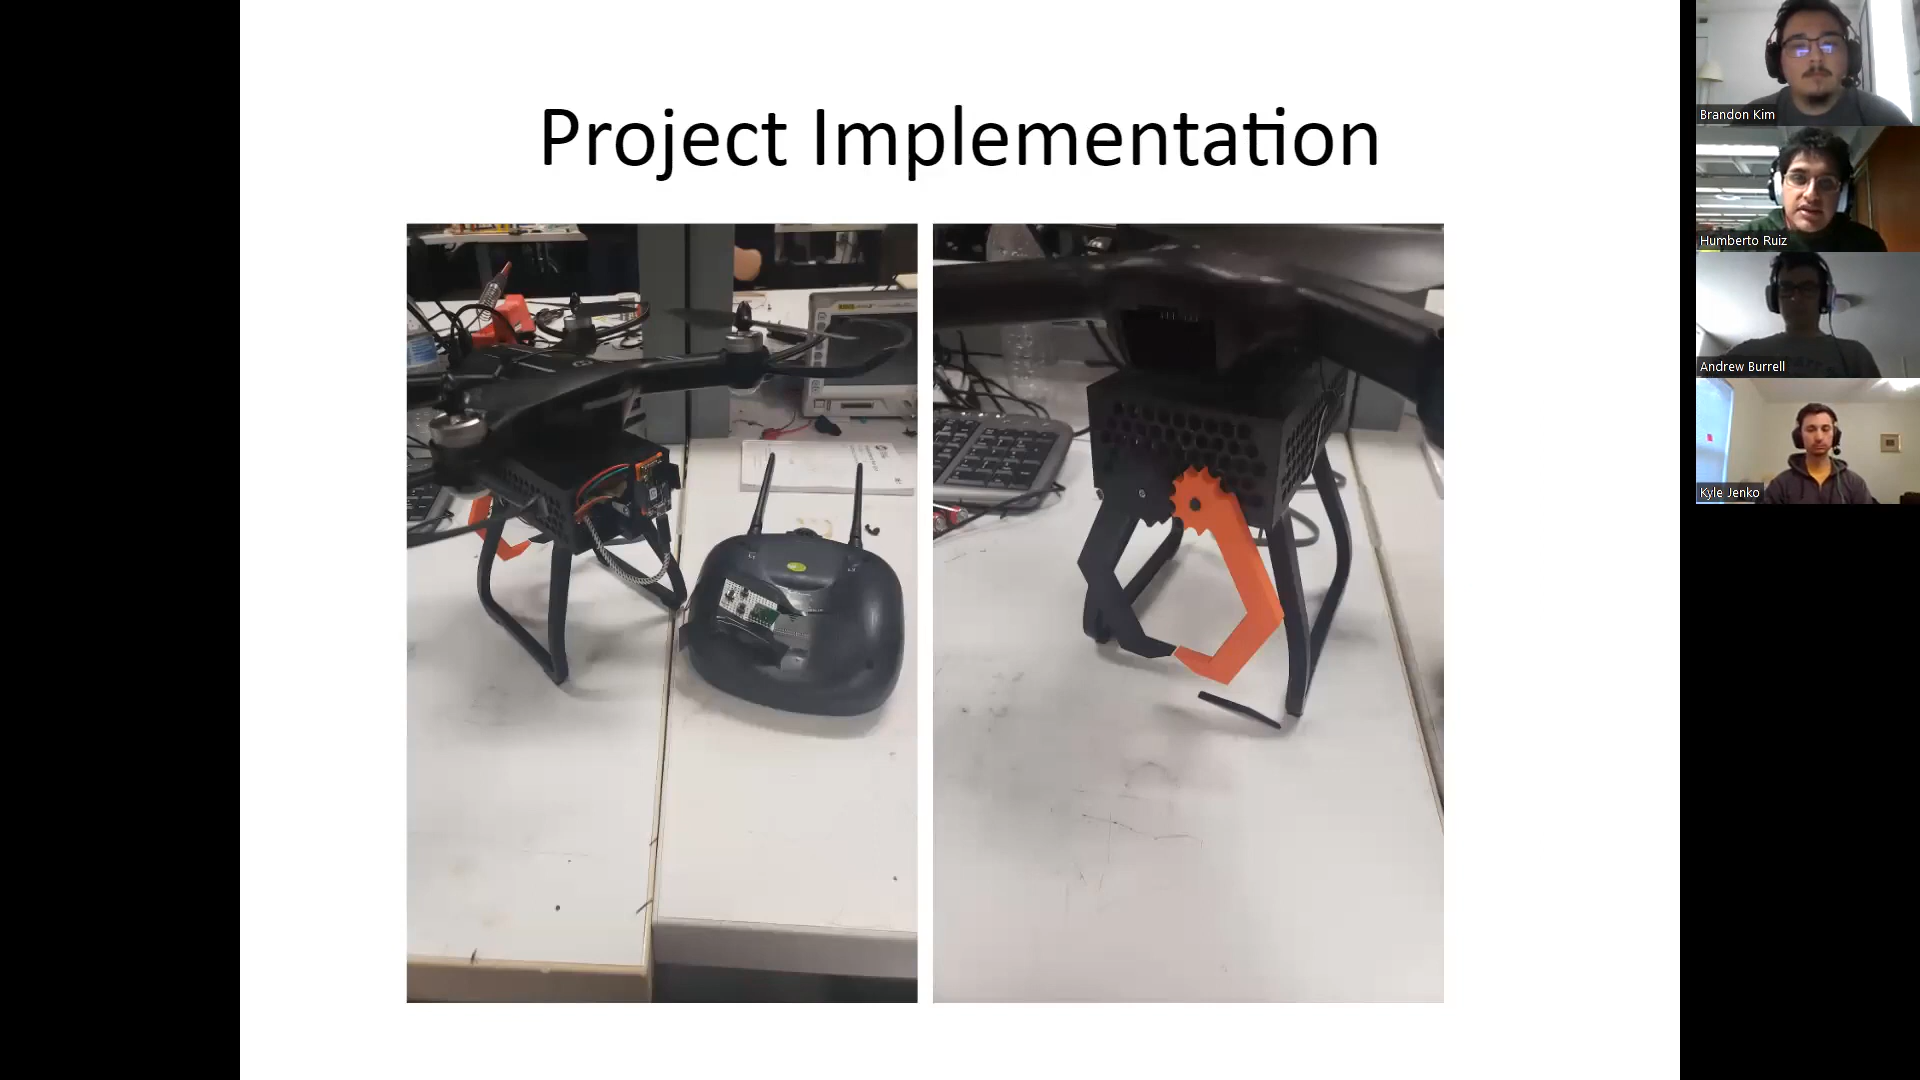 Project Implementation
Brandon Kim
Humberto Ruiz
Andrew Burrell
Kyle Jenko